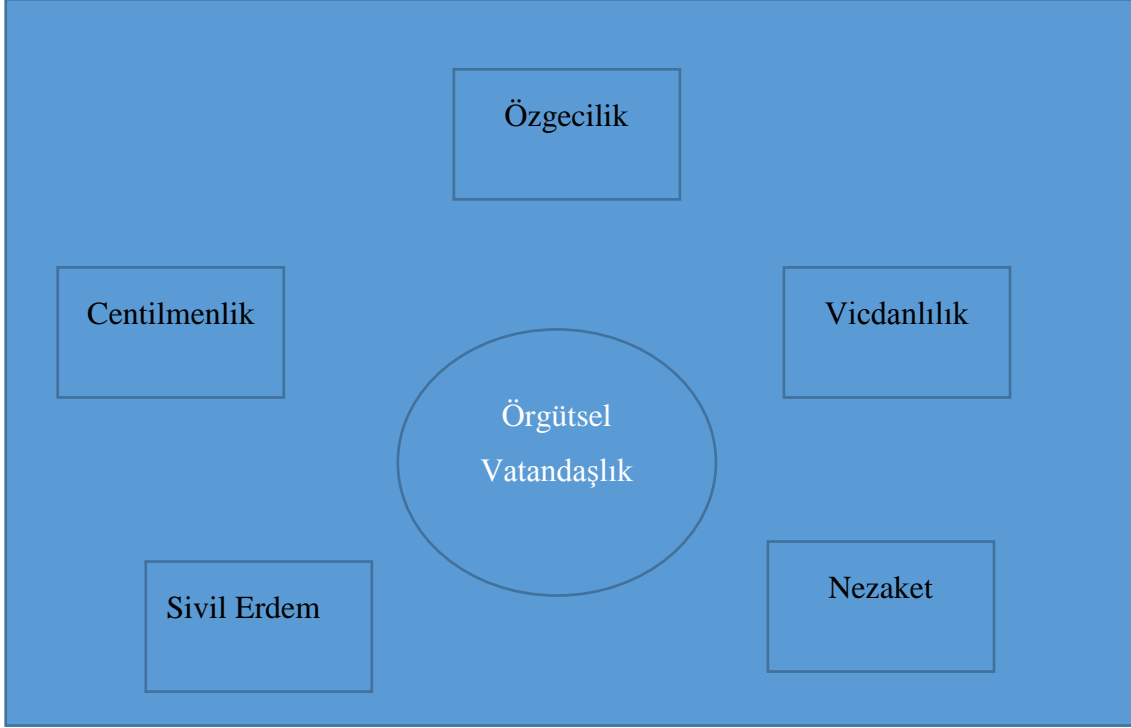 Özgecilik
Centilmenlik
Vicdanlılık
Örgütsel
Vatandaşlık
Sivil Erdem
Nezaket